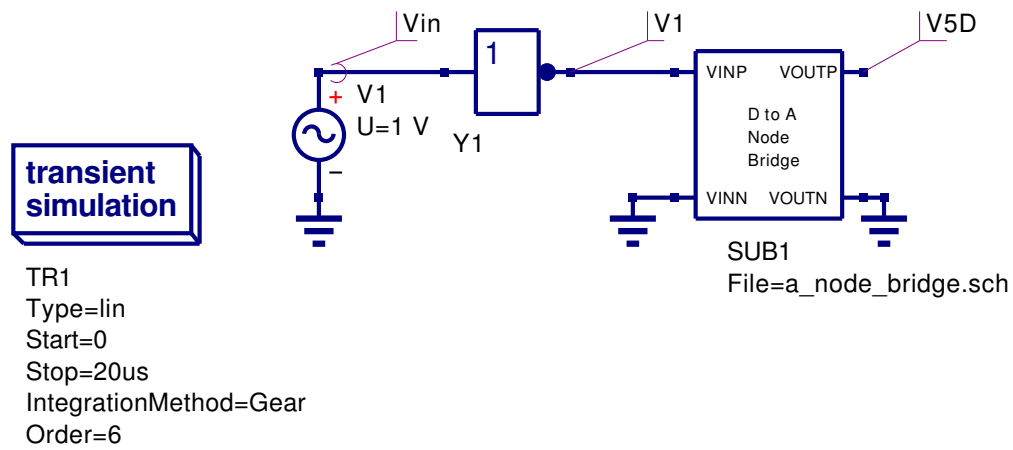 Vin
V1
V5D
1
+
V1
U=1 V
–
Y1
VINP VOUTP
D to A
Node
Bridge
VINN VOUTN
SUB1
File=a_node_bridge.sch
transient
simulation
TR1
Type=lin
Start=0
Stop=20us
IntegrationMethod=Gear
Order=6